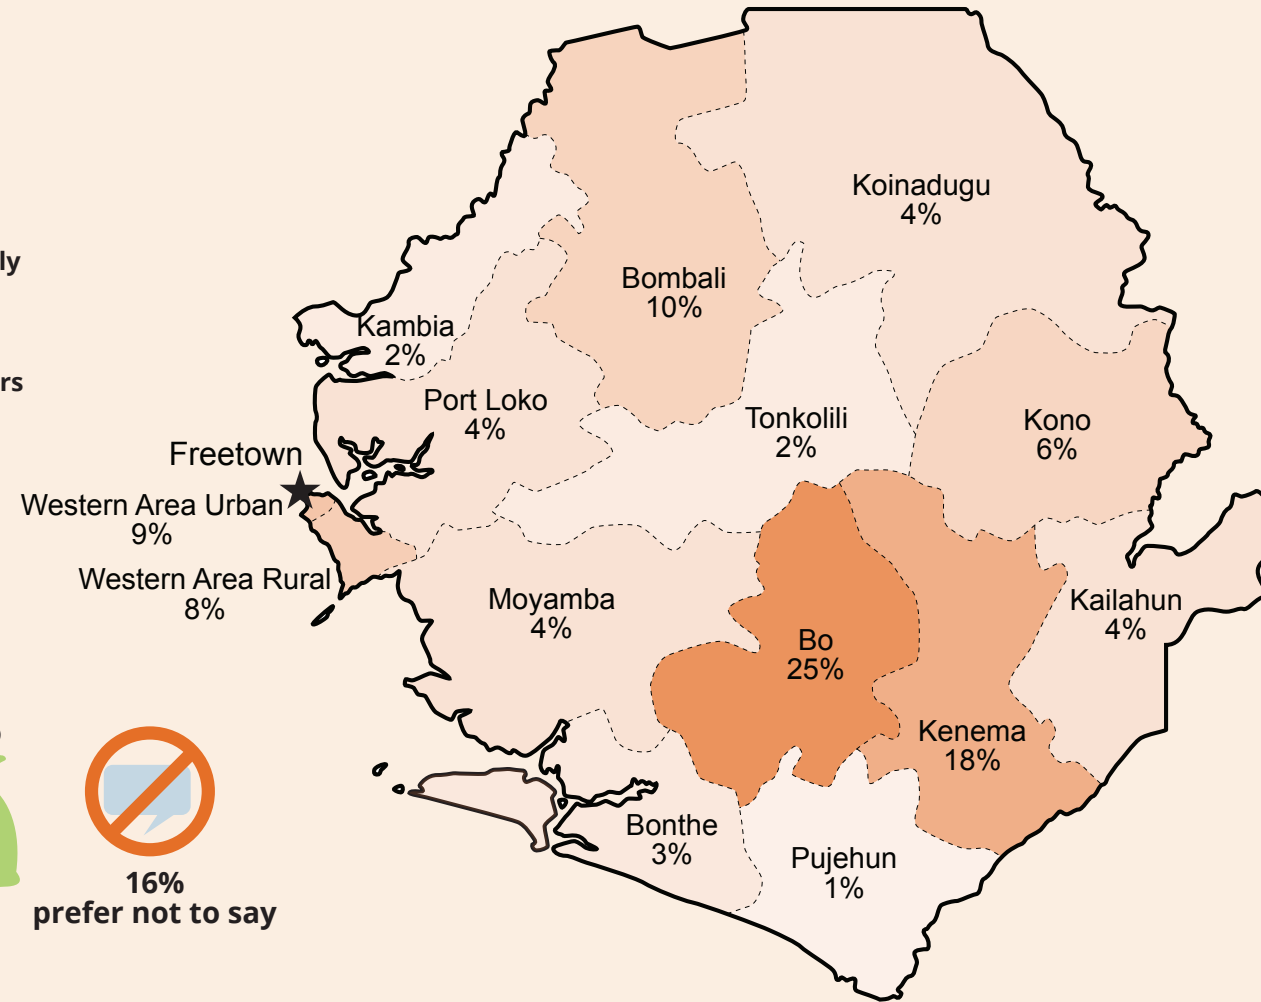 ly
rs
Koinadugu
4%
Bombali
10%
Kambia
2%
Port Loko
4%
Tonkolili
2%
Kono
6%
Freetown
Western Area Urban
9%
Western Area Rural
8%
Moyamba
4%
Bo
25%
Kailahun
4%
Kenema
18%
Bonthe
3%
Pujehun
1%
16%
prefer not to say